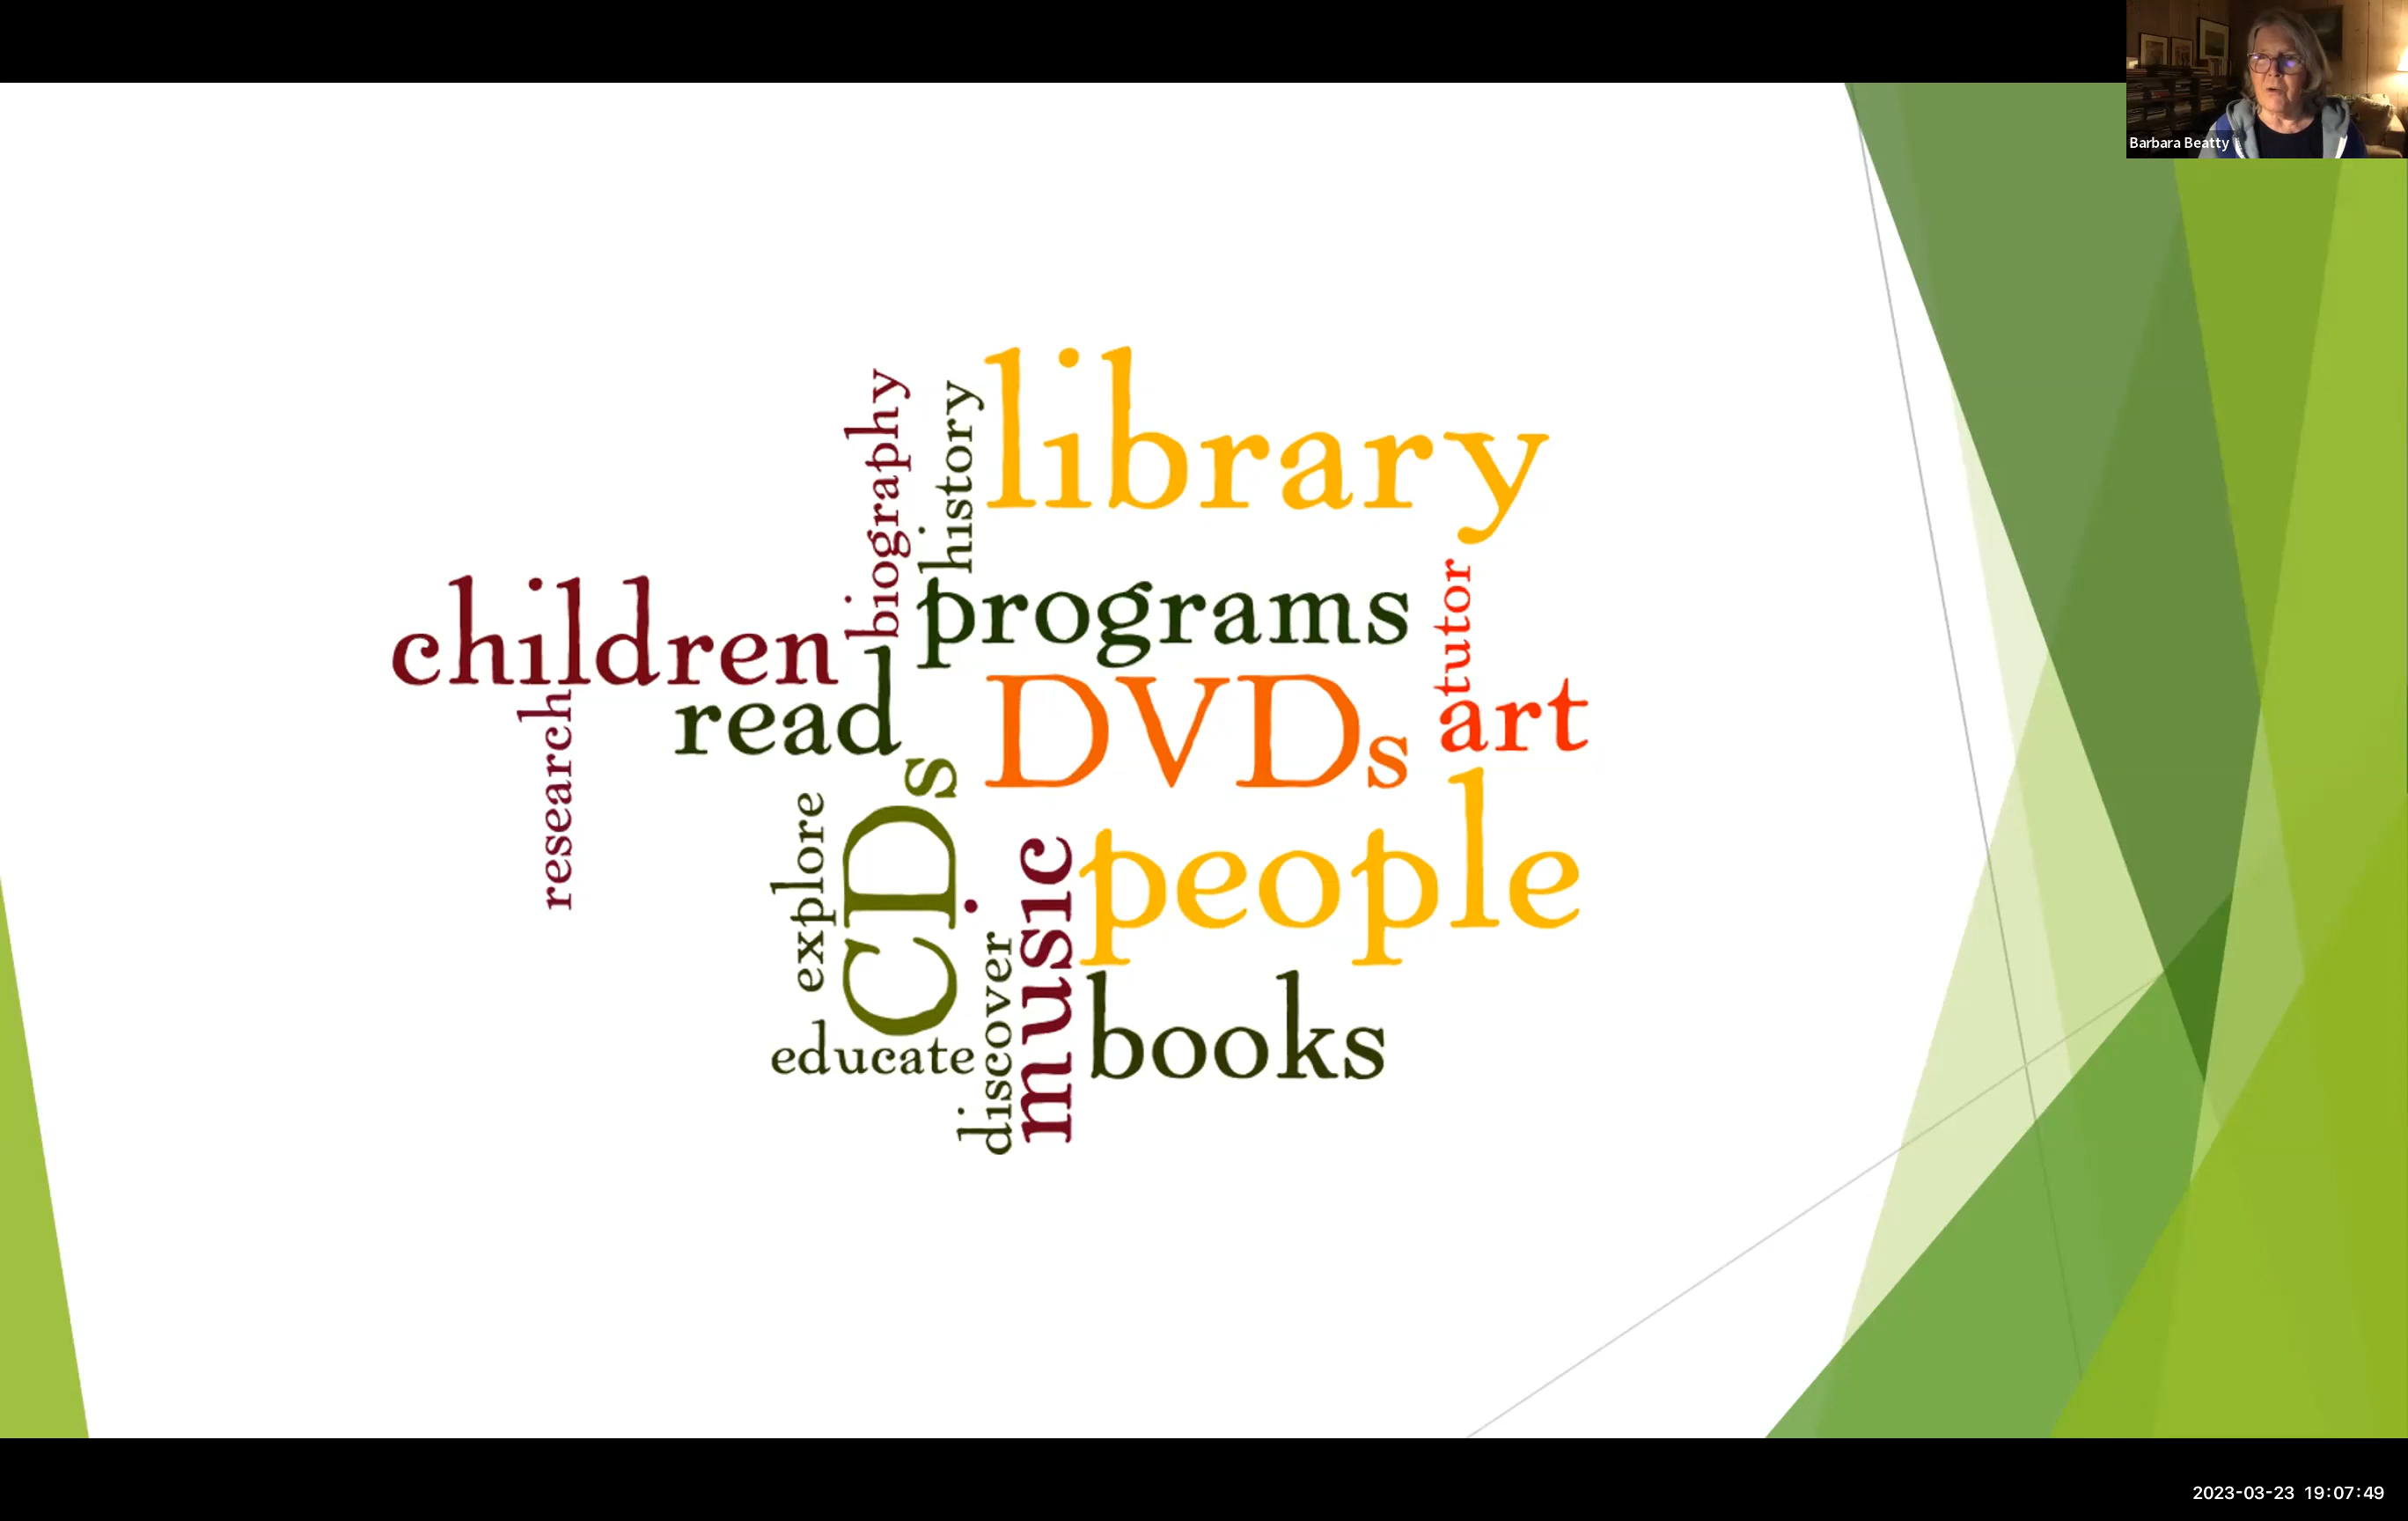 Barbara Beatty
library
history
biography
programs
children
tutor
read
DVDs
art
research
CDs
explore
people
music
books
discover
educate
2023-03-23 19:07:49